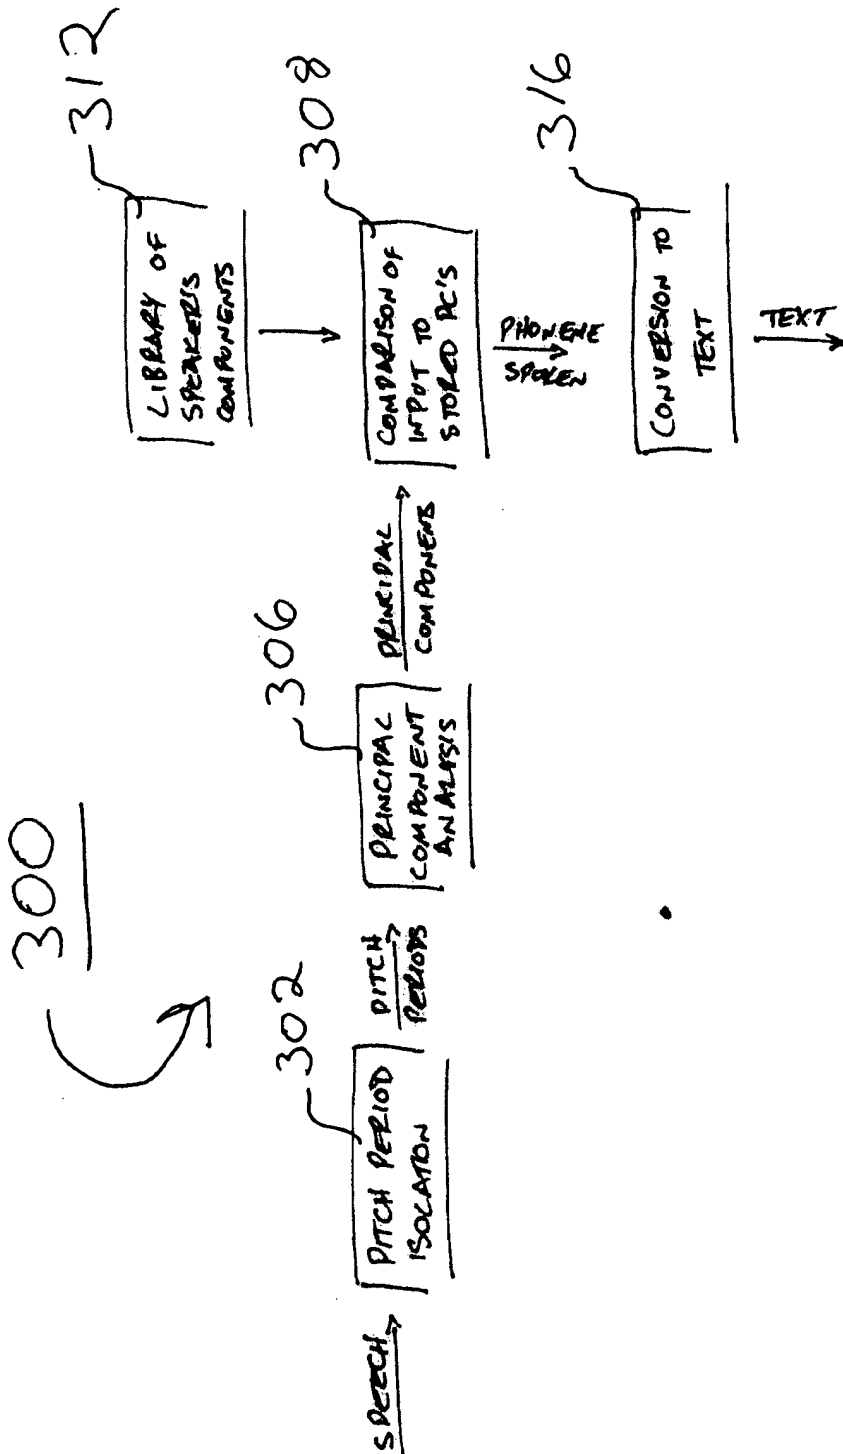 300
SPEECH
302
PITCH PERIOD
ISOLATION
PITCH
PERIODS
306
PRINCIPAL
COMPONENT
ANALYSIS
PRINCIPAL
COMPONENTS
312
LIBRARY OF
SPEAKER'S
COMPONENTS
308
COMPARISON OF
INPUT TO
STORED PC'S
PHONEME
SPOKEN
316
CONVERSION TO
TEXT
TEXT